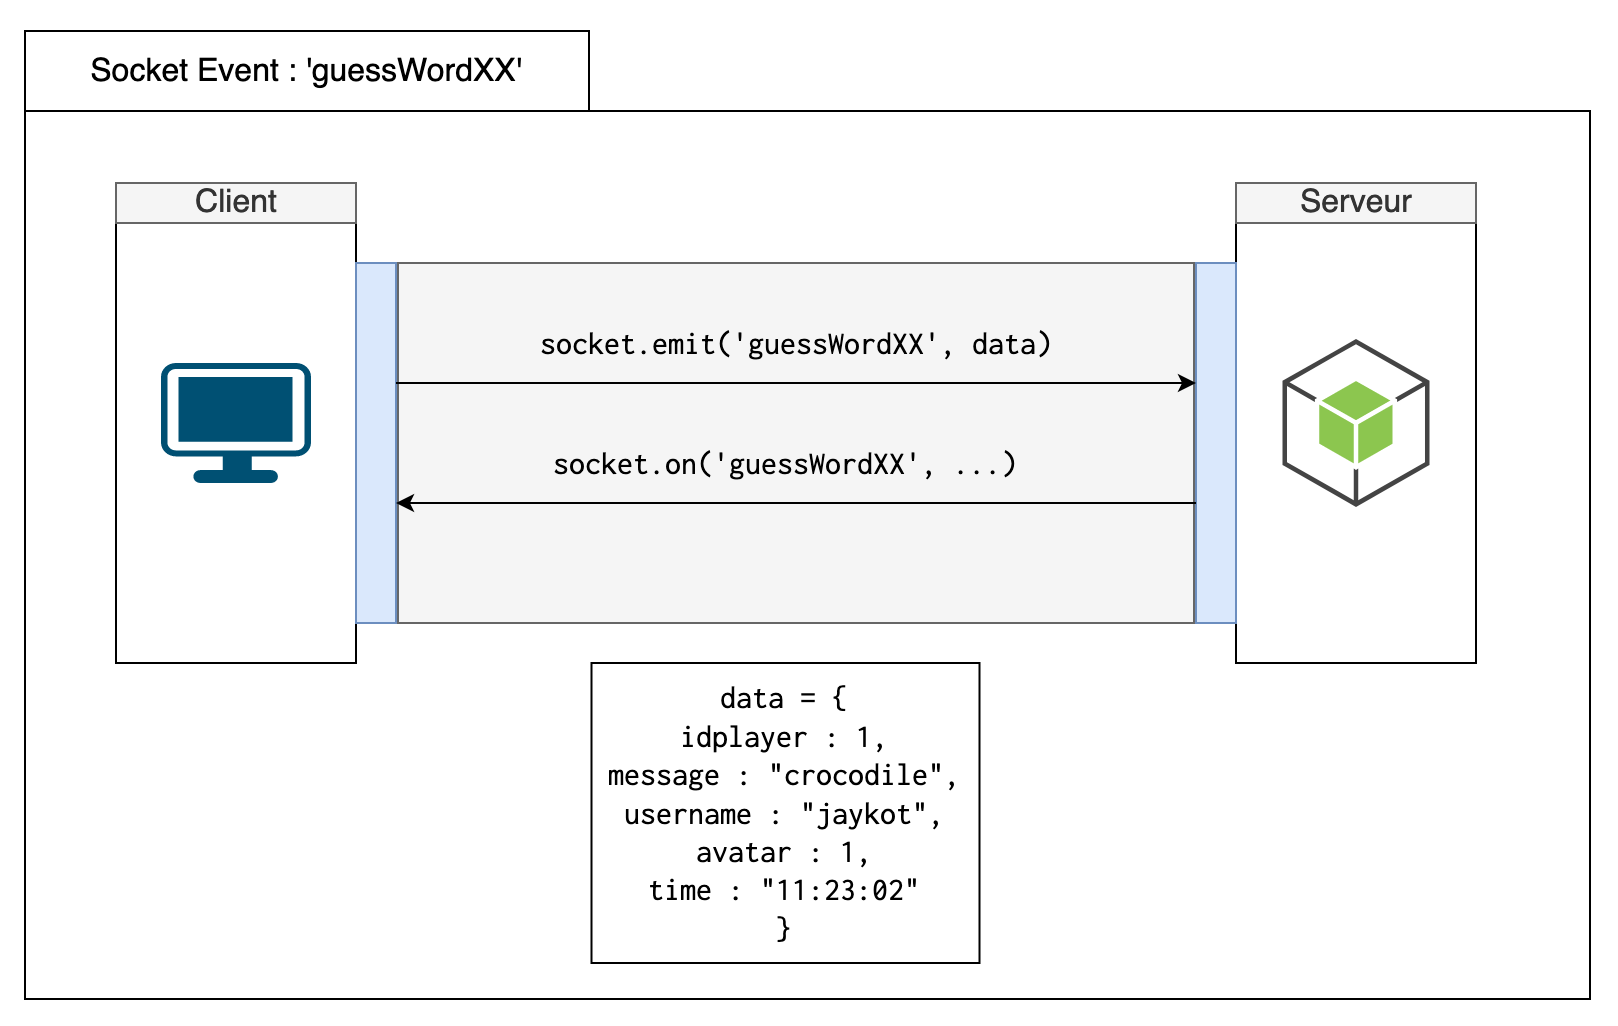 Socket Event : 'guessWordXX'
Client
Serveur
socket.emit('guessWordXX', data)
socket.on('guessWordXX', ...)
data = {
idplayer : 1,
message : "crocodile",
username : "jaykot",
avatar : 1,
time : "11:23:02"
}